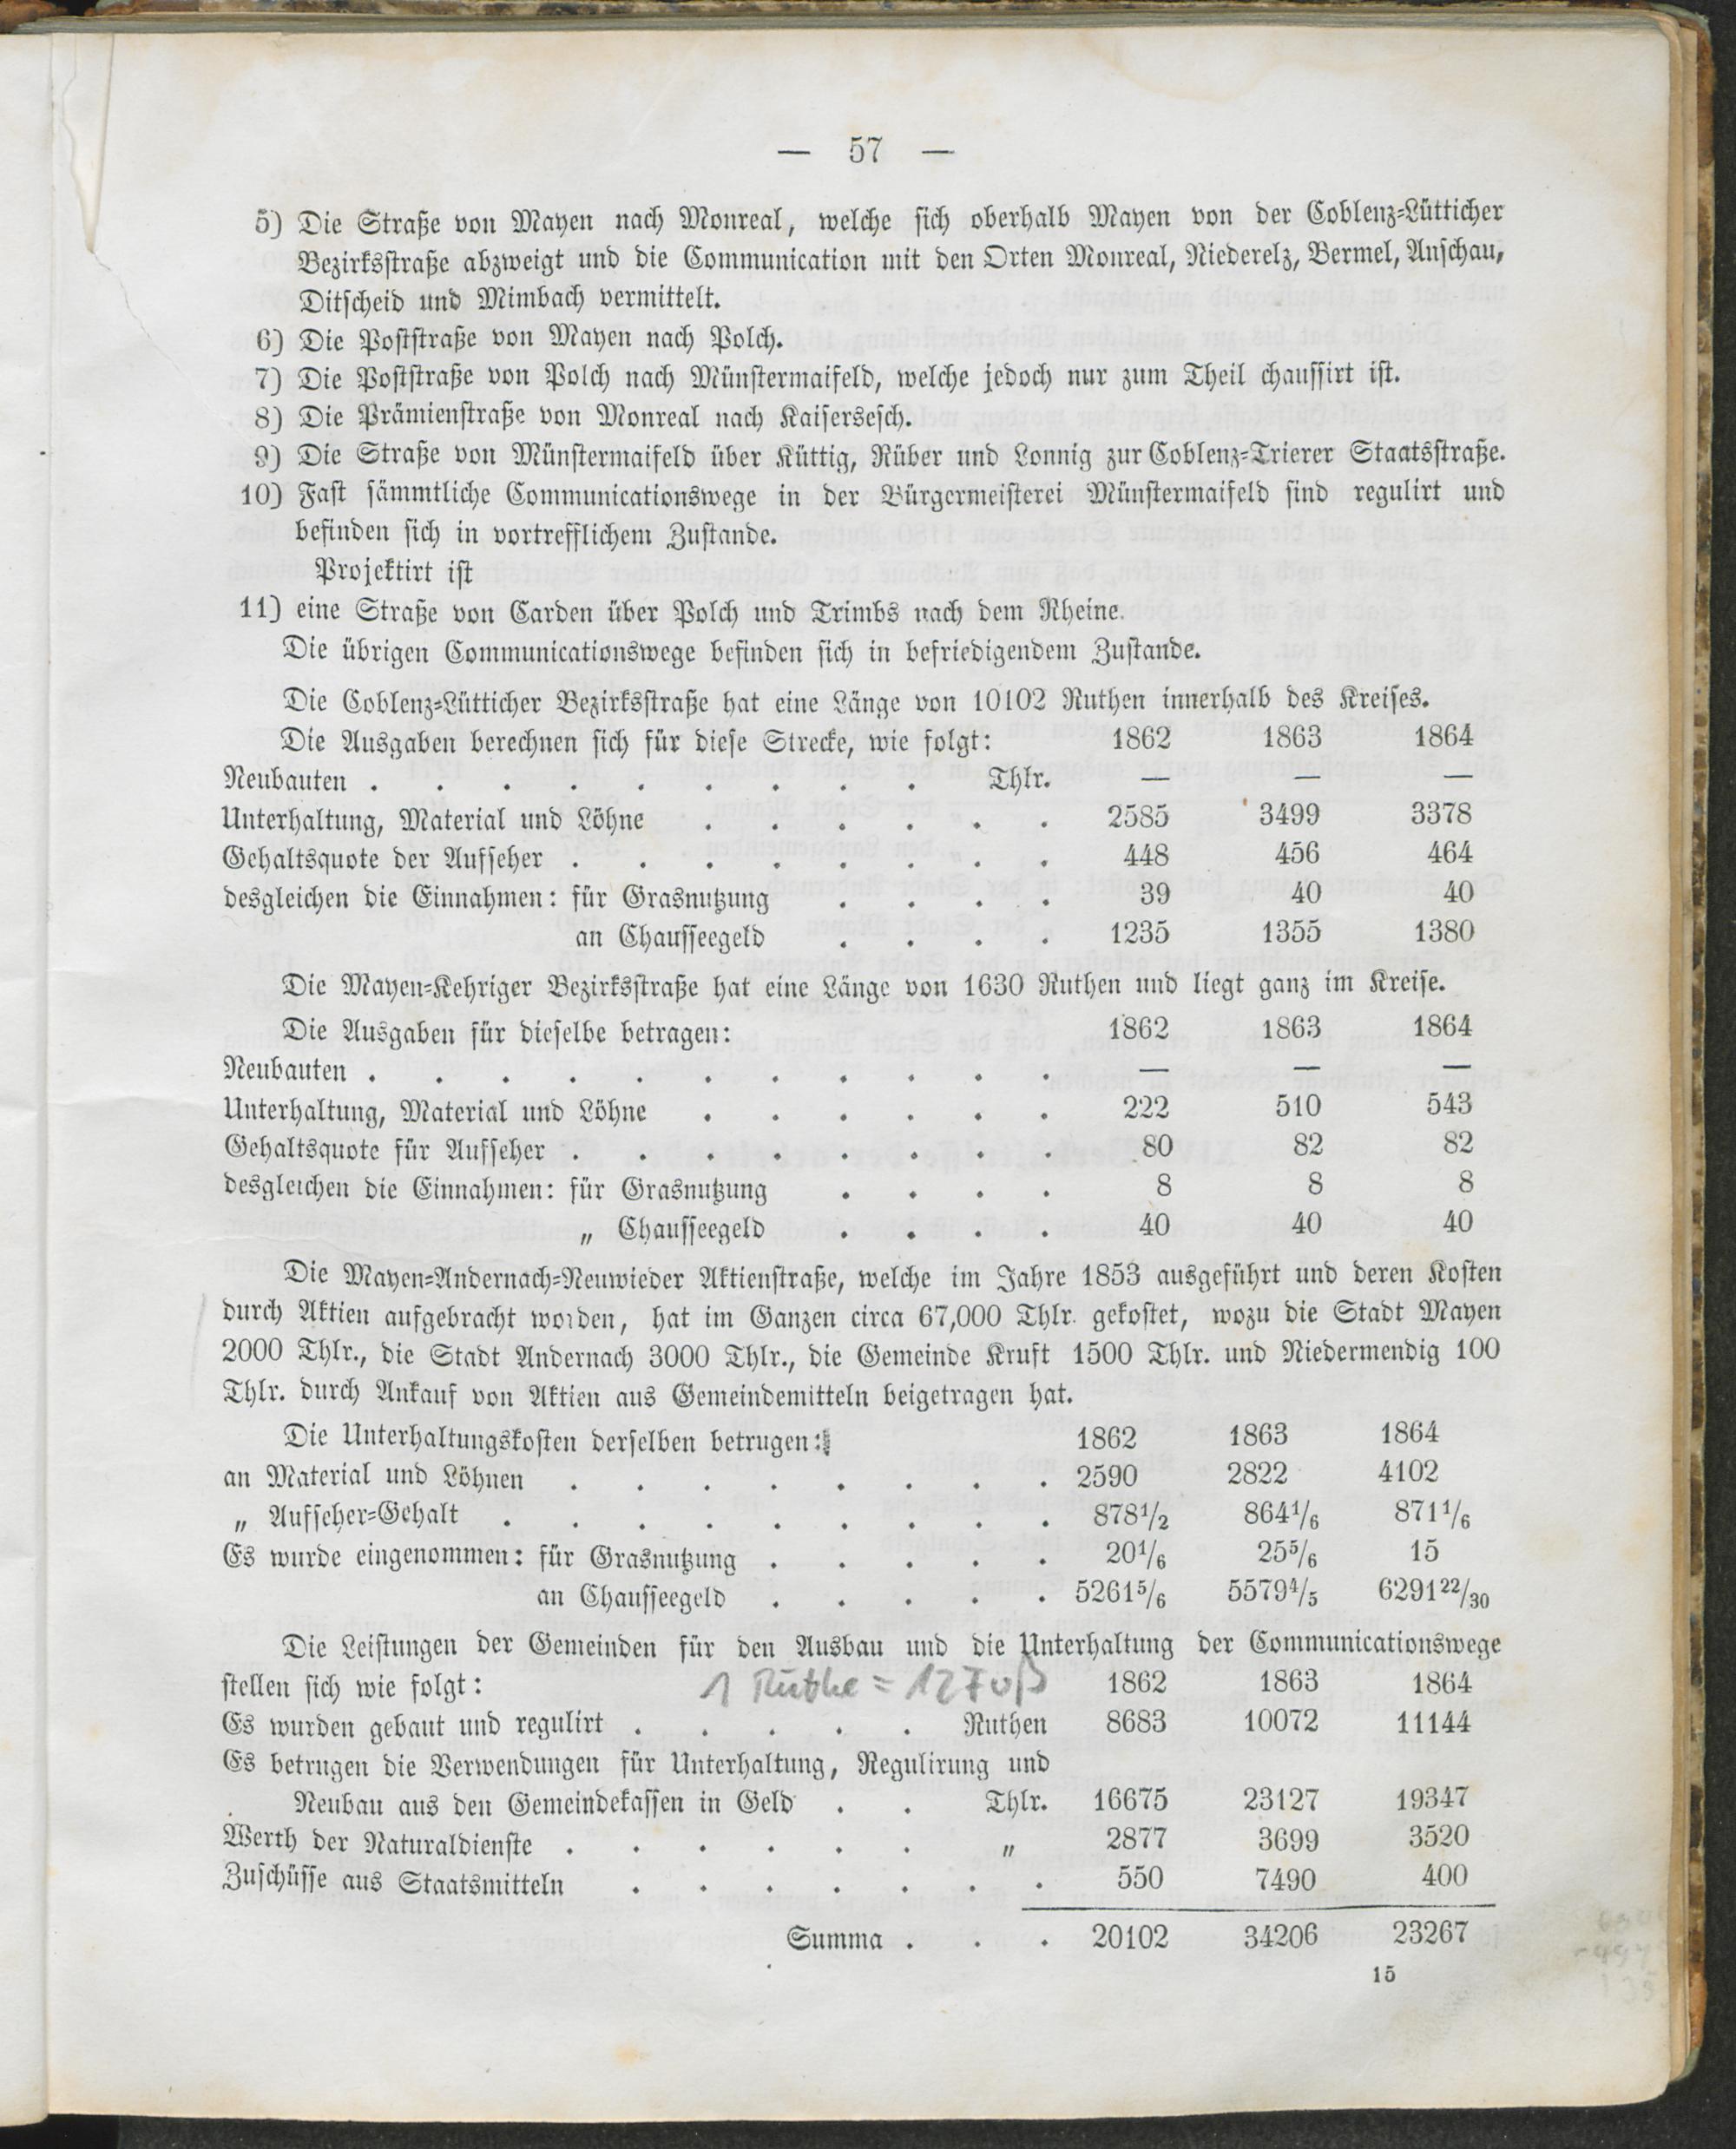 — 57 —
5) Die Straße von Mayen nach Monreal, welche sich oberhalb Mayen von der Coblenz-Lütticher
Bezirksstraße abzweigt und die Communication mit den Orten Monreal, Niederelz, Bermel, Anschau,
Ditscheid und Mimbach vermittelt.
6) Die Poststraße von Mayen nach Polch.
7) Die Poststraße von Polch nach Münstermaifeld, welche jedoch nur zum Theil chaussirt ist.
8) Die Prämienstraße von Monreal nach Kaisersesch.
9) Die Straße von Münstermaifeld über Küttig, Rüber und Lonnig zur Coblenz-Trierer Staatsstraße.
10) Fast sämmtliche Communicationswege in der Bürgermeisterei Münstermaifeld sind regulirt und
befinden sich in vortrefflichem Zustande.
Projektirt ist
11) eine Straße von Carden über Polch und Trimbs nach dem Rheine.
Die übrigen Communicationswege befinden sich in befriedigendem Zustande.
Die Coblenz-Lütticher Bezirksstraße hat eine Länge von 10102 Ruthen innerhalb des Kreises.
Die Ausgaben berechnen sich für diese Strecke, wie folgt: 1862 1863 1864
Neubauten . . . . . . . . . Thlr. — — —
Unterhaltung, Material und Löhne . . . . . . 2585 3499 3378
Gehaltsquote der Aufseher . . . . . . . . 448 456 464
desgleichen die Einnahmen: für Grasnutzung . . . . 39 40 40
an Chausseegeld . . . . 1235 1355 1380
Die Mayen-Kehriger Bezirksstraße hat eine Länge von 1630 Ruthen und liegt ganz im Kreise.
Die Ausgaben für dieselbe betragen: 1862 1863 1864
Neubauten . . . . . . . . . . . — — —
Unterhaltung, Material und Löhne . . . . . . 222 510 543
Gehaltsquote für Aufseher . . . . . . . . 80 82 82
desgleichen die Einnahmen: für Grasnutzung . . . . 8 8 8
„ Chausseegeld . . . . 40 40 40
Die Mayen-Andernach-Neuwieder Aktienstraße, welche im Jahre 1853 ausgeführt und deren Kosten
durch Aktien aufgebracht worden, hat im Ganzen circa 67,000 Thlr. gekostet, wozu die Stadt Mayen
2000 Thlr., die Stadt Andernach 3000 Thlr., die Gemeinde Kruft 1500 Thlr. und Niedermendig 100
Thlr. durch Ankauf von Aktien aus Gemeindemitteln beigetragen hat.
Die Unterhaltungskosten derselben betrugen: 1862 1863 1864
an Material und Löhnen . . . . . . . . 2590 2822 4102
„ Aufseher-Gehalt . . . . . . . . . 878 1/2 864 1/6 871 1/6
Es wurde eingenommen: für Grasnutzung . . . . . 20 1/6 25 5/6 15
an Chausseegeld . . . . . 5261 5/6 5579 4/5 6291 22/30
Die Leistungen der Gemeinden für den Ausbau und die Unterhaltung der Communicationswege
stellen sich wie folgt: 1 Ruthe = 12 Fuß 1862 1863 1864
Es wurden gebaut und regulirt . . . . . Ruthen 8683 10072 11144
Es betrugen die Verwendungen für Unterhaltung, Regulirung und
Neubau aus den Gemeindekassen in Geld . . Thlr. 16675 23127 19347
Werth der Naturaldienste . . . . . . „ 2877 3699 3520
Zuschüsse aus Staatsmitteln . . . . . . . 550 7490 400
Summa . . . 20102 34206 23267
15